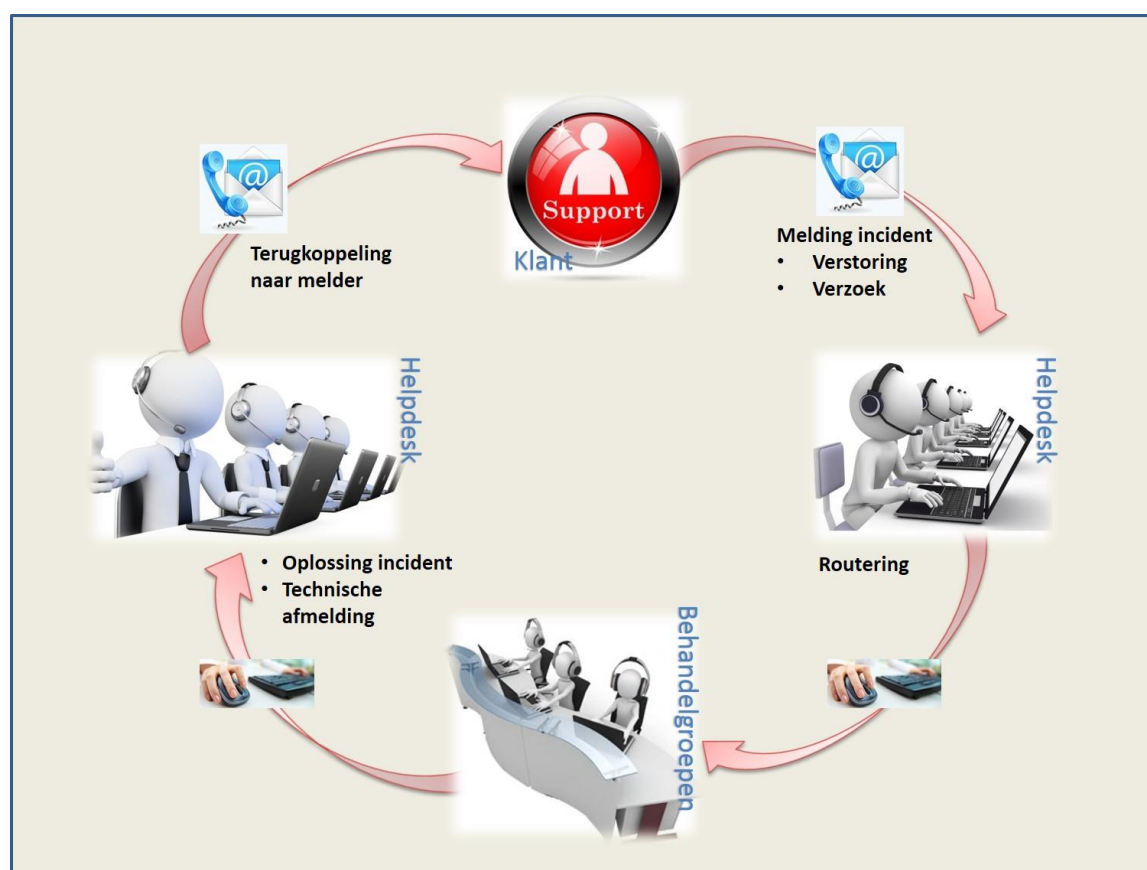 Support
Klant
Melding incident
• Verstoring
• Verzoek
Helpdesk
Routering
Behandelgroepen
• Oplossing incident
• Technische
afmelding
Helpdesk
Terugkoppeling
naar melder
@
@